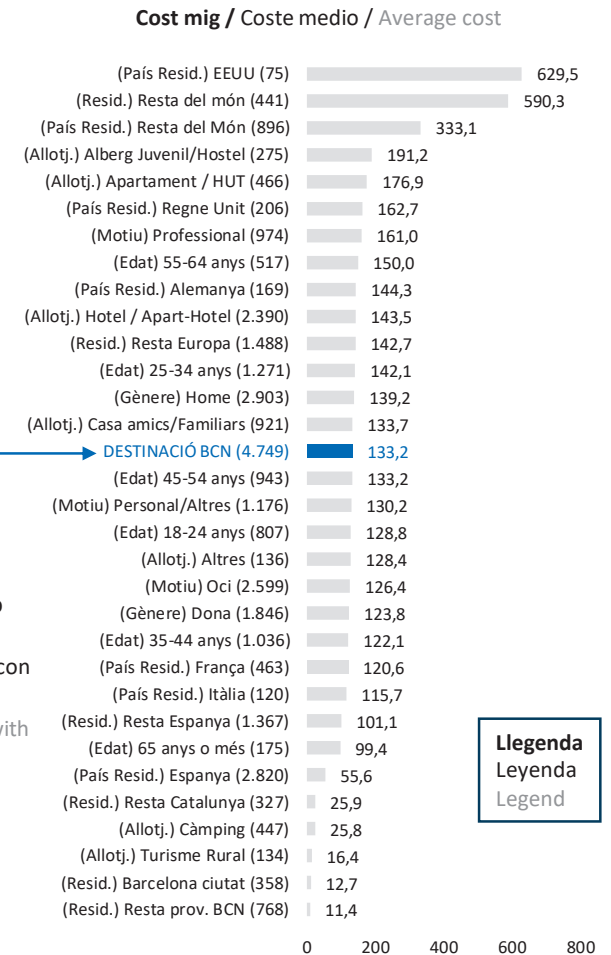 Cost mig / Coste medio / Average cost
(País Resid.) EEUU (75) 629,5
(Resid.) Resta del món (441) 590,3
(País Resid.) Resta del Món (896) 333,1
(Allotj.) Alberg Juvenil/Hostel (275) 191,2
(Allotj.) Apartament / HUT (466) 176,9
(País Resid.) Regne Unit (206) 162,7
(Motiu) Professional (974) 161,0
(Edat) 55-64 anys (517) 150,0
(País Resid.) Alemanya (169) 144,3
(Allotj.) Hotel / Apart-Hotel (2.390) 143,5
(Resid.) Resta Europa (1.488) 142,7
(Edat) 25-34 anys (1.271) 142,1
(Gènere) Home (2.903) 139,2
(Allotj.) Casa amics/Familiars (921) 133,7
DESTINACIÓ BCN (4.749) 133,2
(Edat) 45-54 anys (943) 133,2
(Motiu) Personal/Altres (1.176) 130,2
(Edat) 18-24 anys (807) 128,8
(Allotj.) Altres (136) 128,4
(Motiu) Oci (2.599) 126,4
(Gènere) Dona (1.846) 123,8
(Edat) 35-44 anys (1.036) 122,1
con
(País Resid.) França (463) 120,6
(País Resid.) Itàlia (120) 115,7
(Resid.) Resta Espanya (1.367) 101,1
(Edat) 65 anys o més (175) 99,4
(País Resid.) Espanya (2.820) 55,6
(Resid.) Resta Catalunya (327) 25,9
(Allotj.) Càmping (447) 25,8
(Allotj.) Turisme Rural (134) 16,4
(Resid.) Barcelona ciutat (358) 12,7
(Resid.) Resta prov. BCN (768) 11,4
0 200 400 600 800
Llegenda
Leyenda
Legend